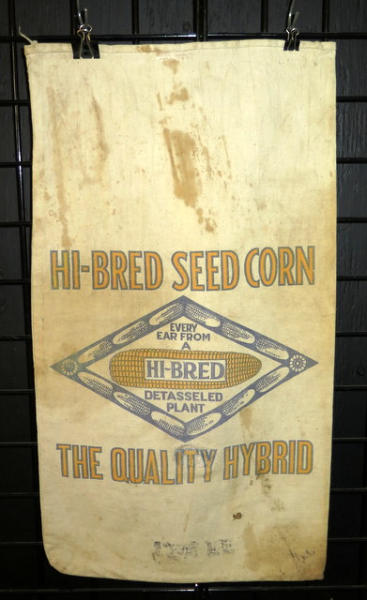 HI-BRED SEED CORN
EVERY
EAR FROM
A
HI-BRED
DETASSELED
PLANT
THE QUALITY HYBRID